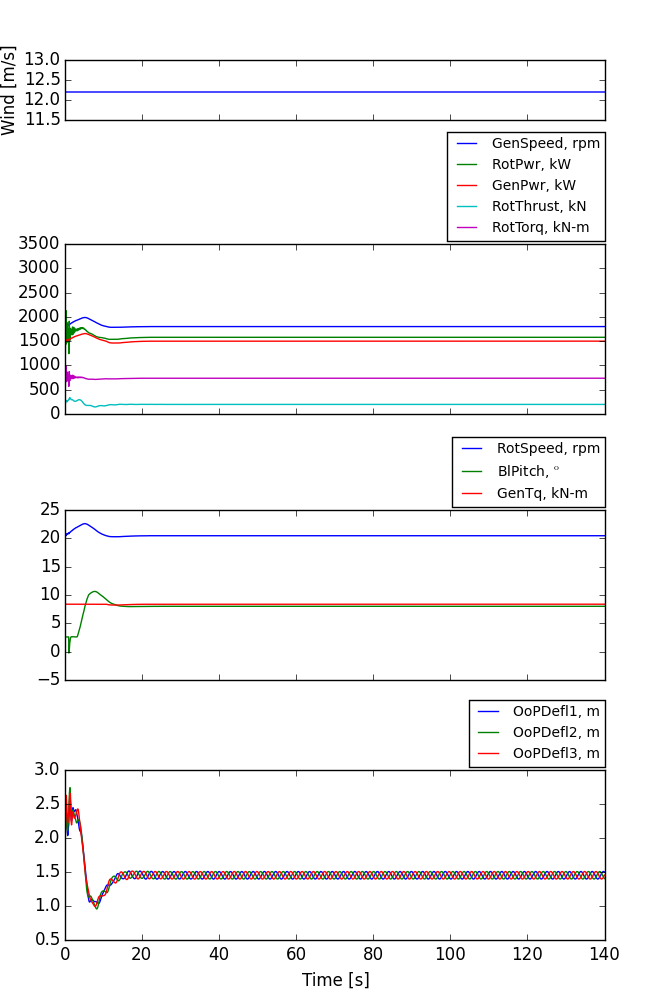 Wind [m/s]
13.0
12.5
12.0
11.5
GenSpeed, rpm
RotPwr, kW
GenPwr, kW
RotThrust, kN
RotTorq, kN-m
3500
3000
2500
2000
1500
1000
500
0
RotSpeed, rpm
BlPitch, °
GenTq, kN-m
25
20
15
10
5
0
−5
OoPDefl1, m
OoPDefl2, m
OoPDefl3, m
3.0
2.5
2.0
1.5
1.0
0.5
0 20 40 60 80 100 120 140
Time [s]